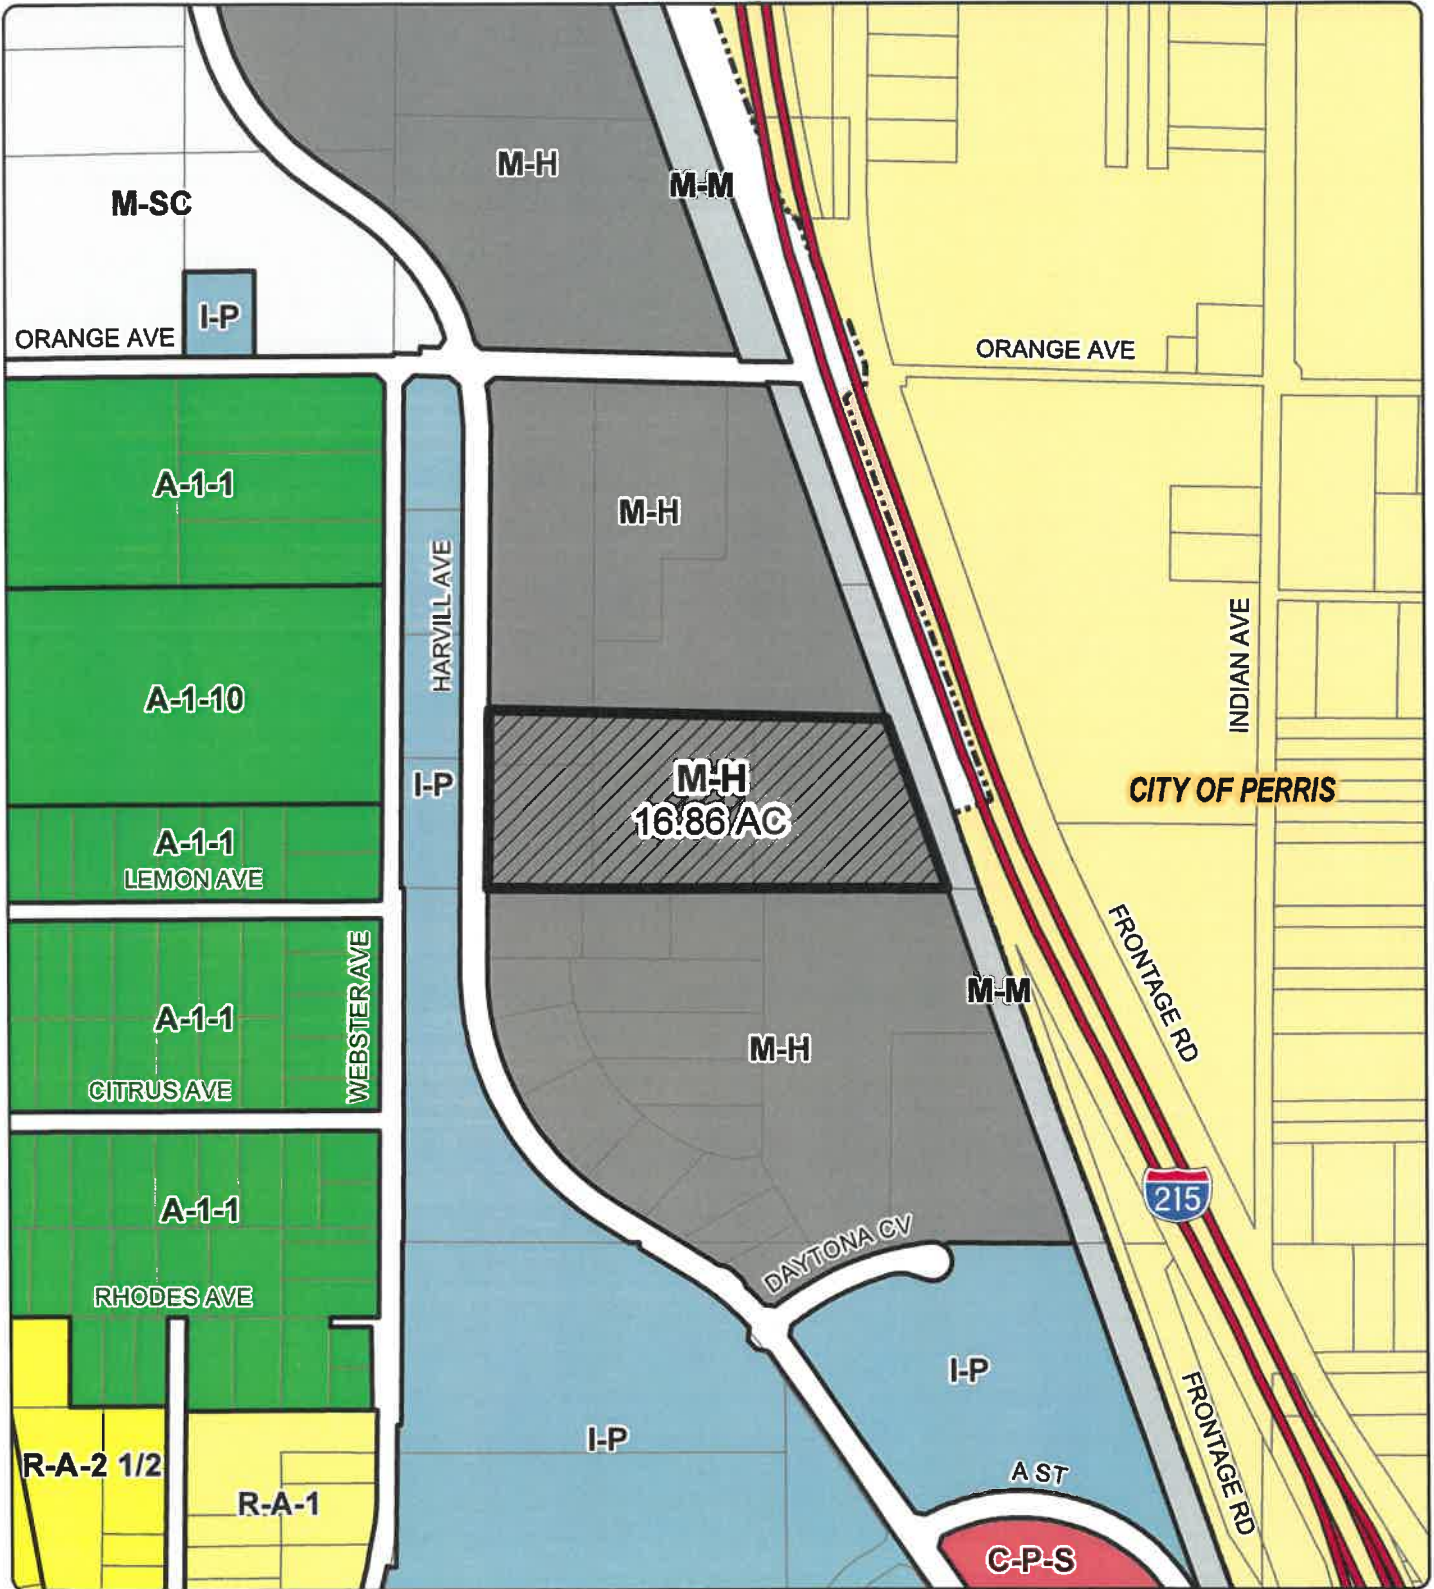 M-H
M-M
M-SC
I-P
ORANGE AVE
ORANGE AVE
A-1-1
M-H
HARVILL AVE
INDIAN AVE
A-1-10
I-P
M-H
16.86 AC
CITY OF PERRIS
A-1-1
LEMON AVE
WEBSTER AVE
FRONTAGE RD
M-M
A-1-1
M-H
CITRUS AVE
215
A-1-1
DAYTONA CV
RHODES AVE
I-P
FRONTAGE RD
I-P
R-A-2 1/2
A ST
R-A-1
C-P-S